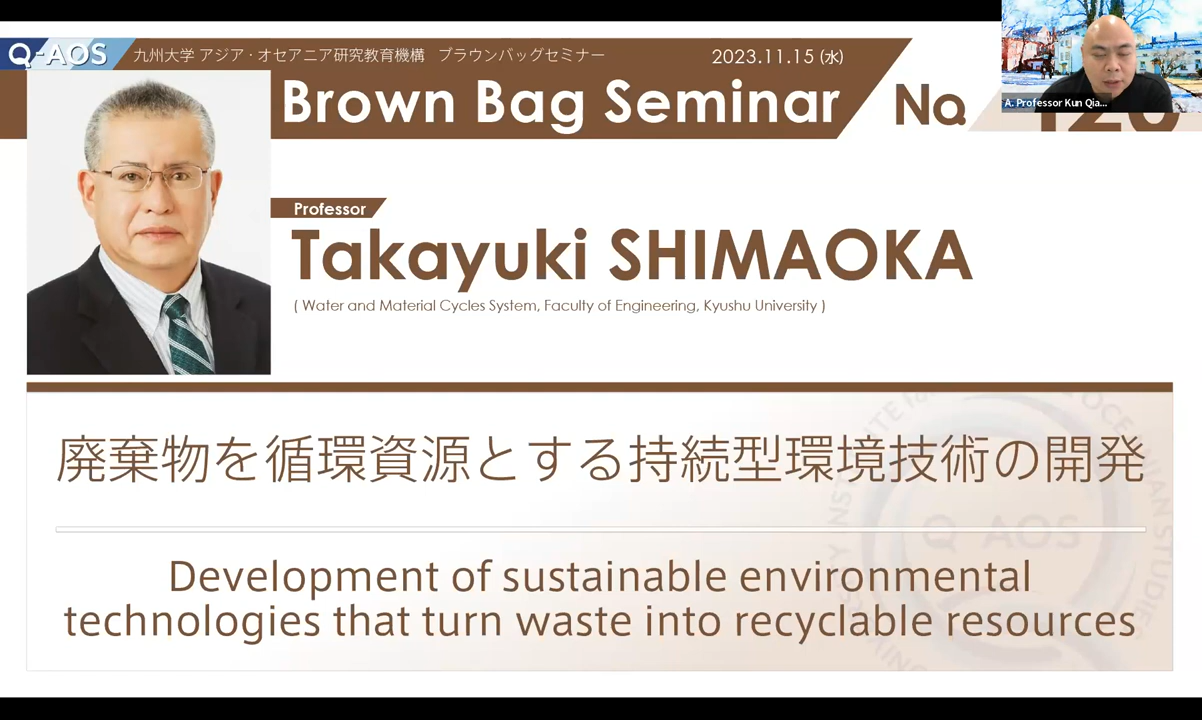 Q-AOS 九州大学 アジア・オセアニア研究教育機構 ブラウンバッグセミナー 2023.11.15 (水)
Brown Bag Seminar No.
A. Professor Kun Qia...
Professor
Takayuki SHIMAOKA
( Water and Material Cycles System, Faculty of Engineering, Kyushu University )
廃棄物を循環資源とする持続型環境技術の開発
Q-AOS
Development of sustainable environmental
technologies that turn waste into recyclable resources